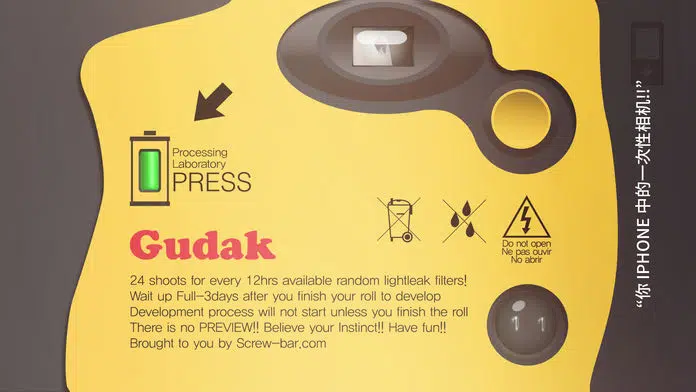 Processing
Laboratory
PRESS
Gudak
24 shoots for every 12hrs available random lightleak filters!
Wait up Full-3days after you finish your roll to develop
Development process will not start unless you finish the roll
There is no PREVIEW!! Believe your Instinct!! Have fun!!
Brought to you by Screw-bar,com
Do not open
Ne pas ouvir
No abrir
11
“你 IPHONE 中的一次性相机!!”